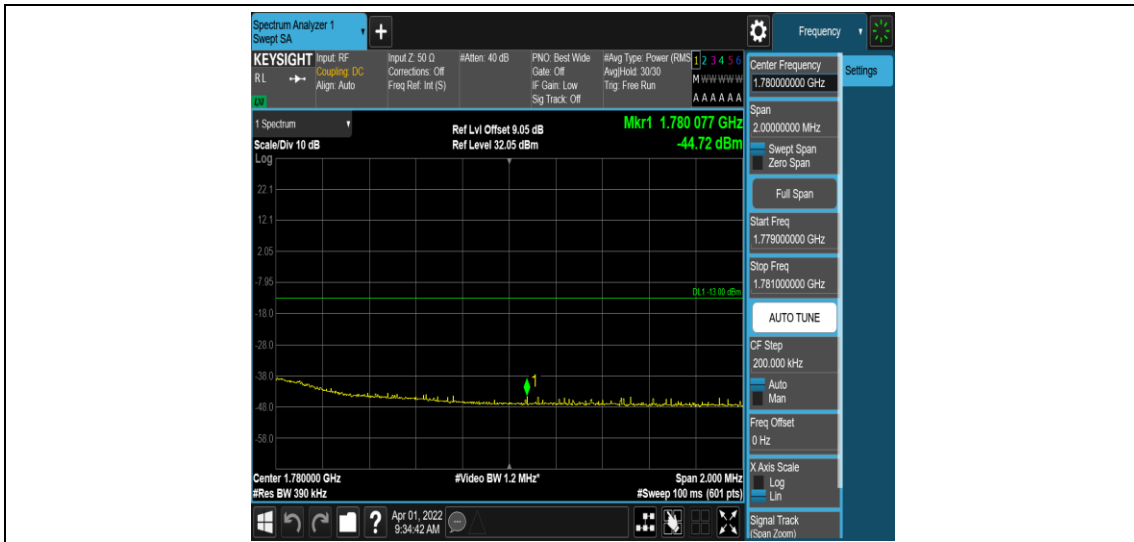 Spectrum Analyzer 1
Swept SA
+
Frequency
KEYSIGHT
RL
LXI
Input: RF
Coupling: DC
Align: Auto
Input Z: 50 Ω
Corrections: Off
Freq Ref: Int (S)
#Atten: 40 dB
PNO: Best Wide
Gate: Off
IF Gain: Low
Sig Track: Off
#Avg Type: Power (RMS
Avg|Hold: 30/30
Trig: Free Run
1 2 3 4 5 6
M W W W W W
A A A A A A
1 Spectrum
Scale/Div 10 dB
Ref Lvl Offset 9.05 dB
Ref Level 32.05 dBm
Mkr1 1.780 077 GHz
-44.72 dBm
Log
22.1
12.1
2.05
-7.95
DL1 -13.00 dBm
-18.0
-28.0
-38.0
1
-48.0
-58.0
Center 1.780000 GHz
#Video BW 1.2 MHz*
Span 2.000 MHz
#Res BW 390 kHz
#Sweep 100 ms (601 pts)
?
Apr 01, 2022
9:34:42 AM
Center Frequency
1.780000000 GHz
Settings
Span
2.00000000 MHz
Swept Span
Zero Span
Full Span
Start Freq
1.779000000 GHz
Stop Freq
1.781000000 GHz
AUTO TUNE
CF Step
200.000 kHz
Auto
Man
Freq Offset
0 Hz
X Axis Scale
Log
Lin
Signal Track
(Span Zoom)